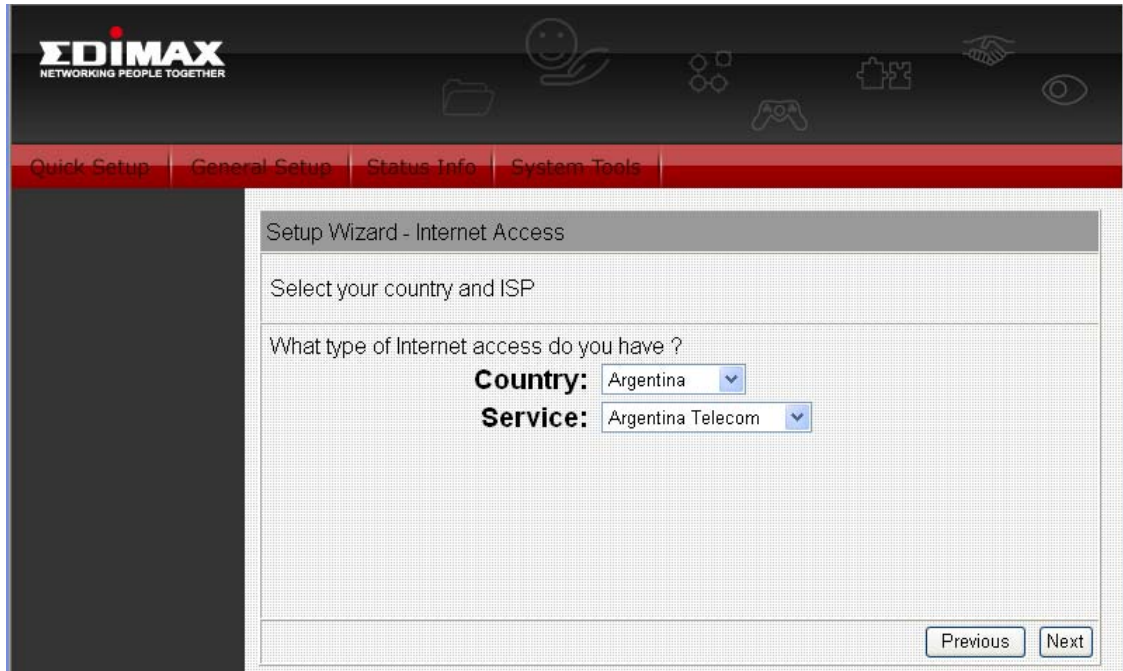 EDIMAX
NETWORKING PEOPLE TOGETHER
Quick Setup General Setup Status Info System Tools
Setup Wizard - Internet Access
Select your country and ISP
What type of Internet access do you have ?
Country: Argentina
Service: Argentina Telecom
Previous Next